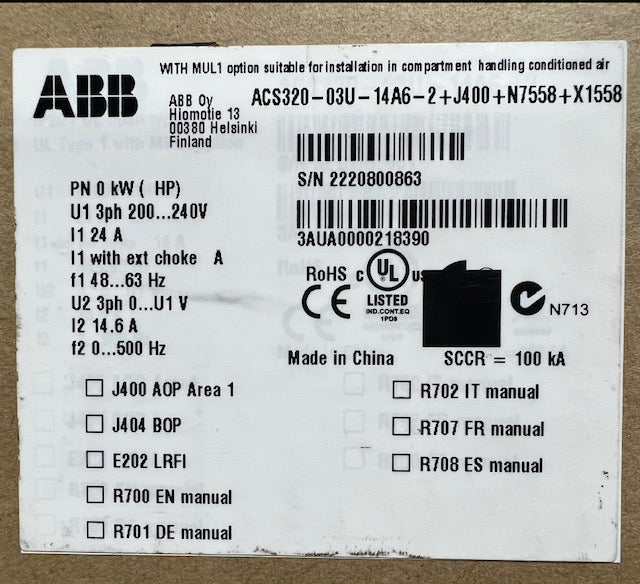 ABB
WITH MUL1 option suitable for installation in compartment handling conditioned air
ABB Oy
Hiomotie 13
00380 Helsinki
Finland
ACS320-03U-14A6-2+J400+N7558+X1558
S/N 2220800863
3AUA0000218390
PN 0 kW ( HP)
U1 3ph 200...240V
I1 24 A
I1 with ext choke A
f1 48...63 Hz
U2 3ph 0...U1 V
I2 14.6 A
f2 0...500 Hz
RoHS
CE
c UL us
LISTED
IND.CONT.EQ
1PD8
N713
Made in China
SCCR = 100 kA
J400 AOP Area 1
J404 BOP
E202 LRFI
R700 EN manual
R701 DE manual
R702 IT manual
R707 FR manual
R708 ES manual